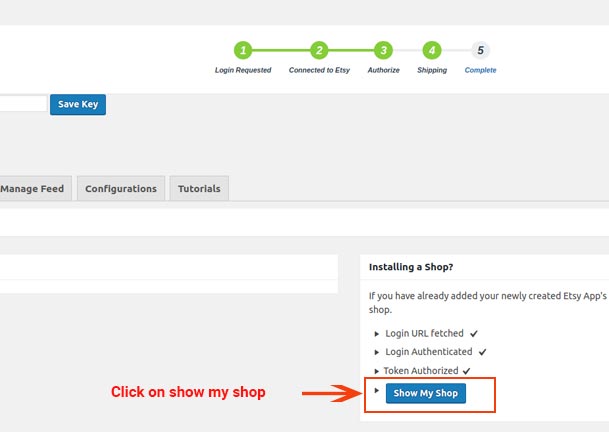 1 2 3 4 5
Login Requested Connected to Etsy Authorize Shipping Complete
Save Key
Manage Feed Configurations Tutorials
Installing a Shop?
If you have already added your newly created Etsy App's
shop.
Login URL fetched ✔
Login Authenticated ✔
Token Authorized ✔
Click on show my shop
Show My Shop